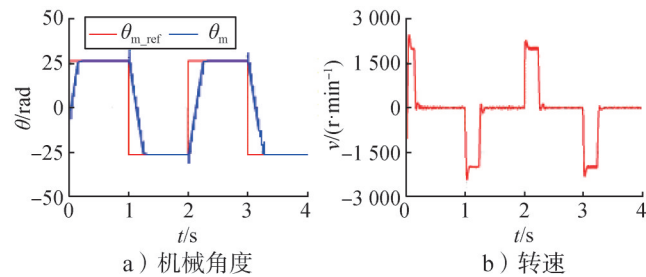 50
θm_ref θm
25
0
−25
−50
θ/rad
0 1 2 3 4
t/s
a）机械角度
3 000
1 500
0
−1 500
−3 000
v/(r·min⁻¹)
0 1 2 3 4
t/s
b）转速